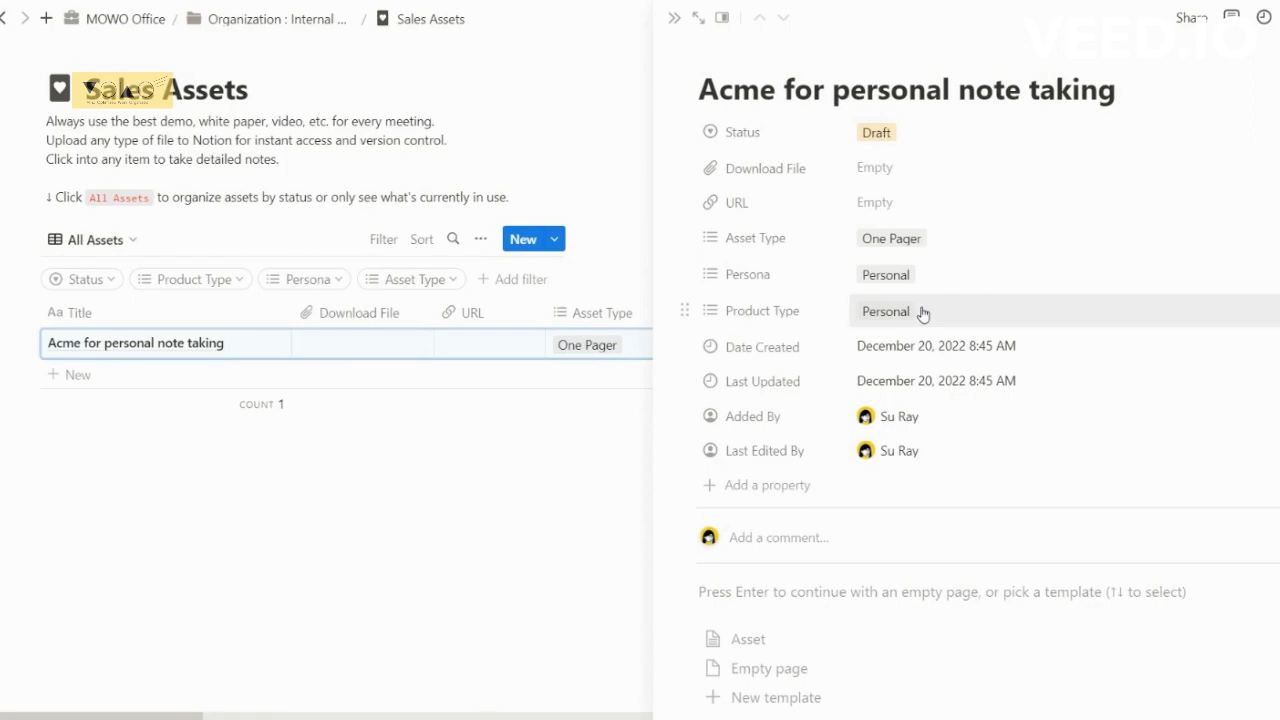 MOWO Office / Organization : Internal ... / Sales Assets
Share
VEED.IO
Sales Assets
Always use the best demo, white paper, video, etc. for every meeting.
Upload any type of file to Notion for instant access and version control.
Click into any item to take detailed notes.
↓ Click All Assets to organize assets by status or only see what's currently in use.
All Assets
Filter Sort ... New
Status Product Type Persona Asset Type + Add filter
Aa Title Download File URL Asset Type
Acme for personal note taking One Pager
+ New
COUNT 1
Acme for personal note taking
Status Draft
Download File Empty
URL Empty
Asset Type One Pager
Persona Personal
Product Type Personal
Date Created December 20, 2022 8:45 AM
Last Updated December 20, 2022 8:45 AM
Added By Su Ray
Last Edited By Su Ray
+ Add a property
Add a comment...
Press Enter to continue with an empty page, or pick a template (↑↓ to select)
Asset
Empty page
+ New template